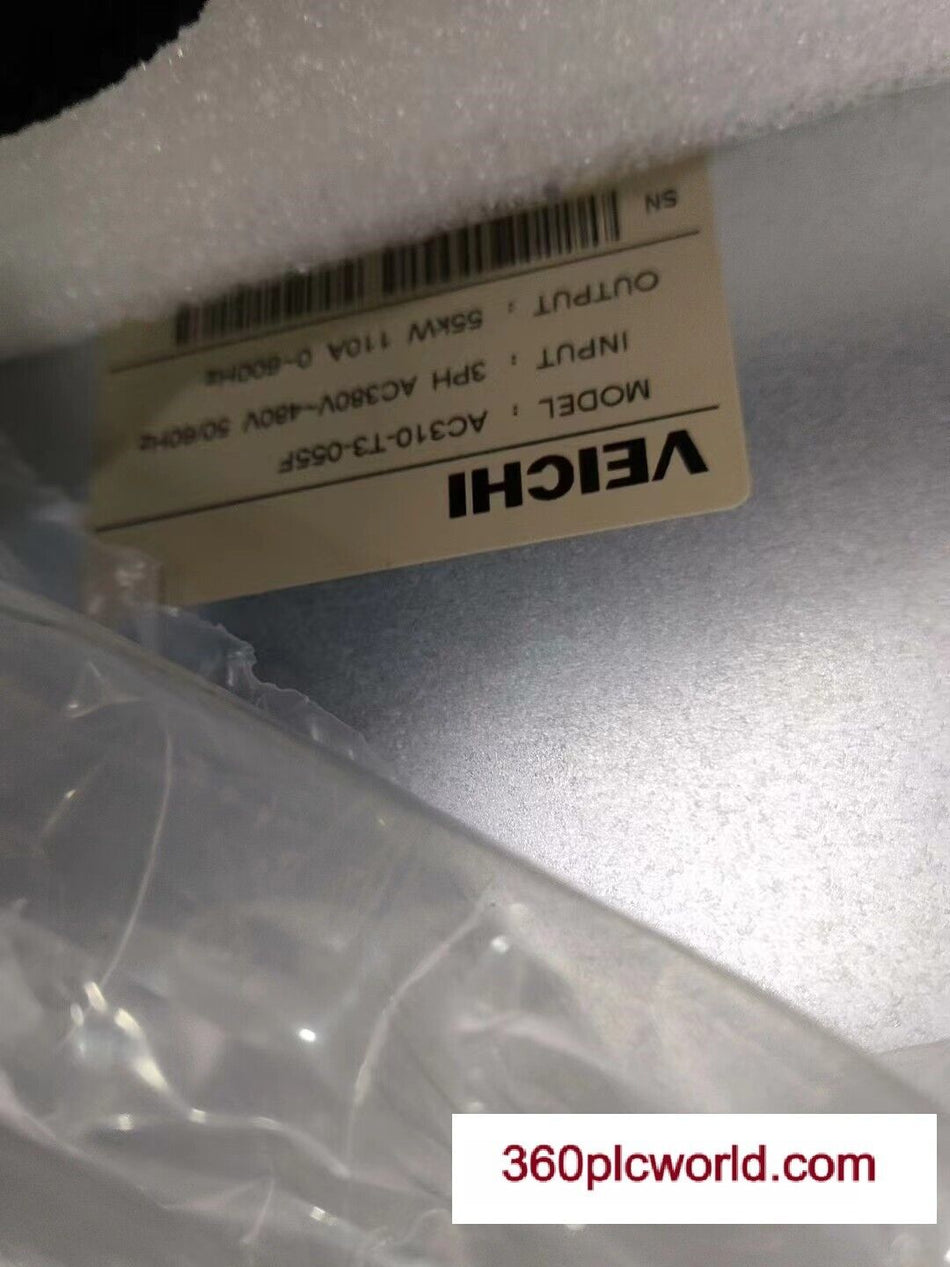 VEICHI
MODEL : AC310-T3-055F
INPUT : 3PH AC380V~480V 50/60Hz
OUTPUT : 55kW 110A 0~600Hz
SN
360plcworld.com